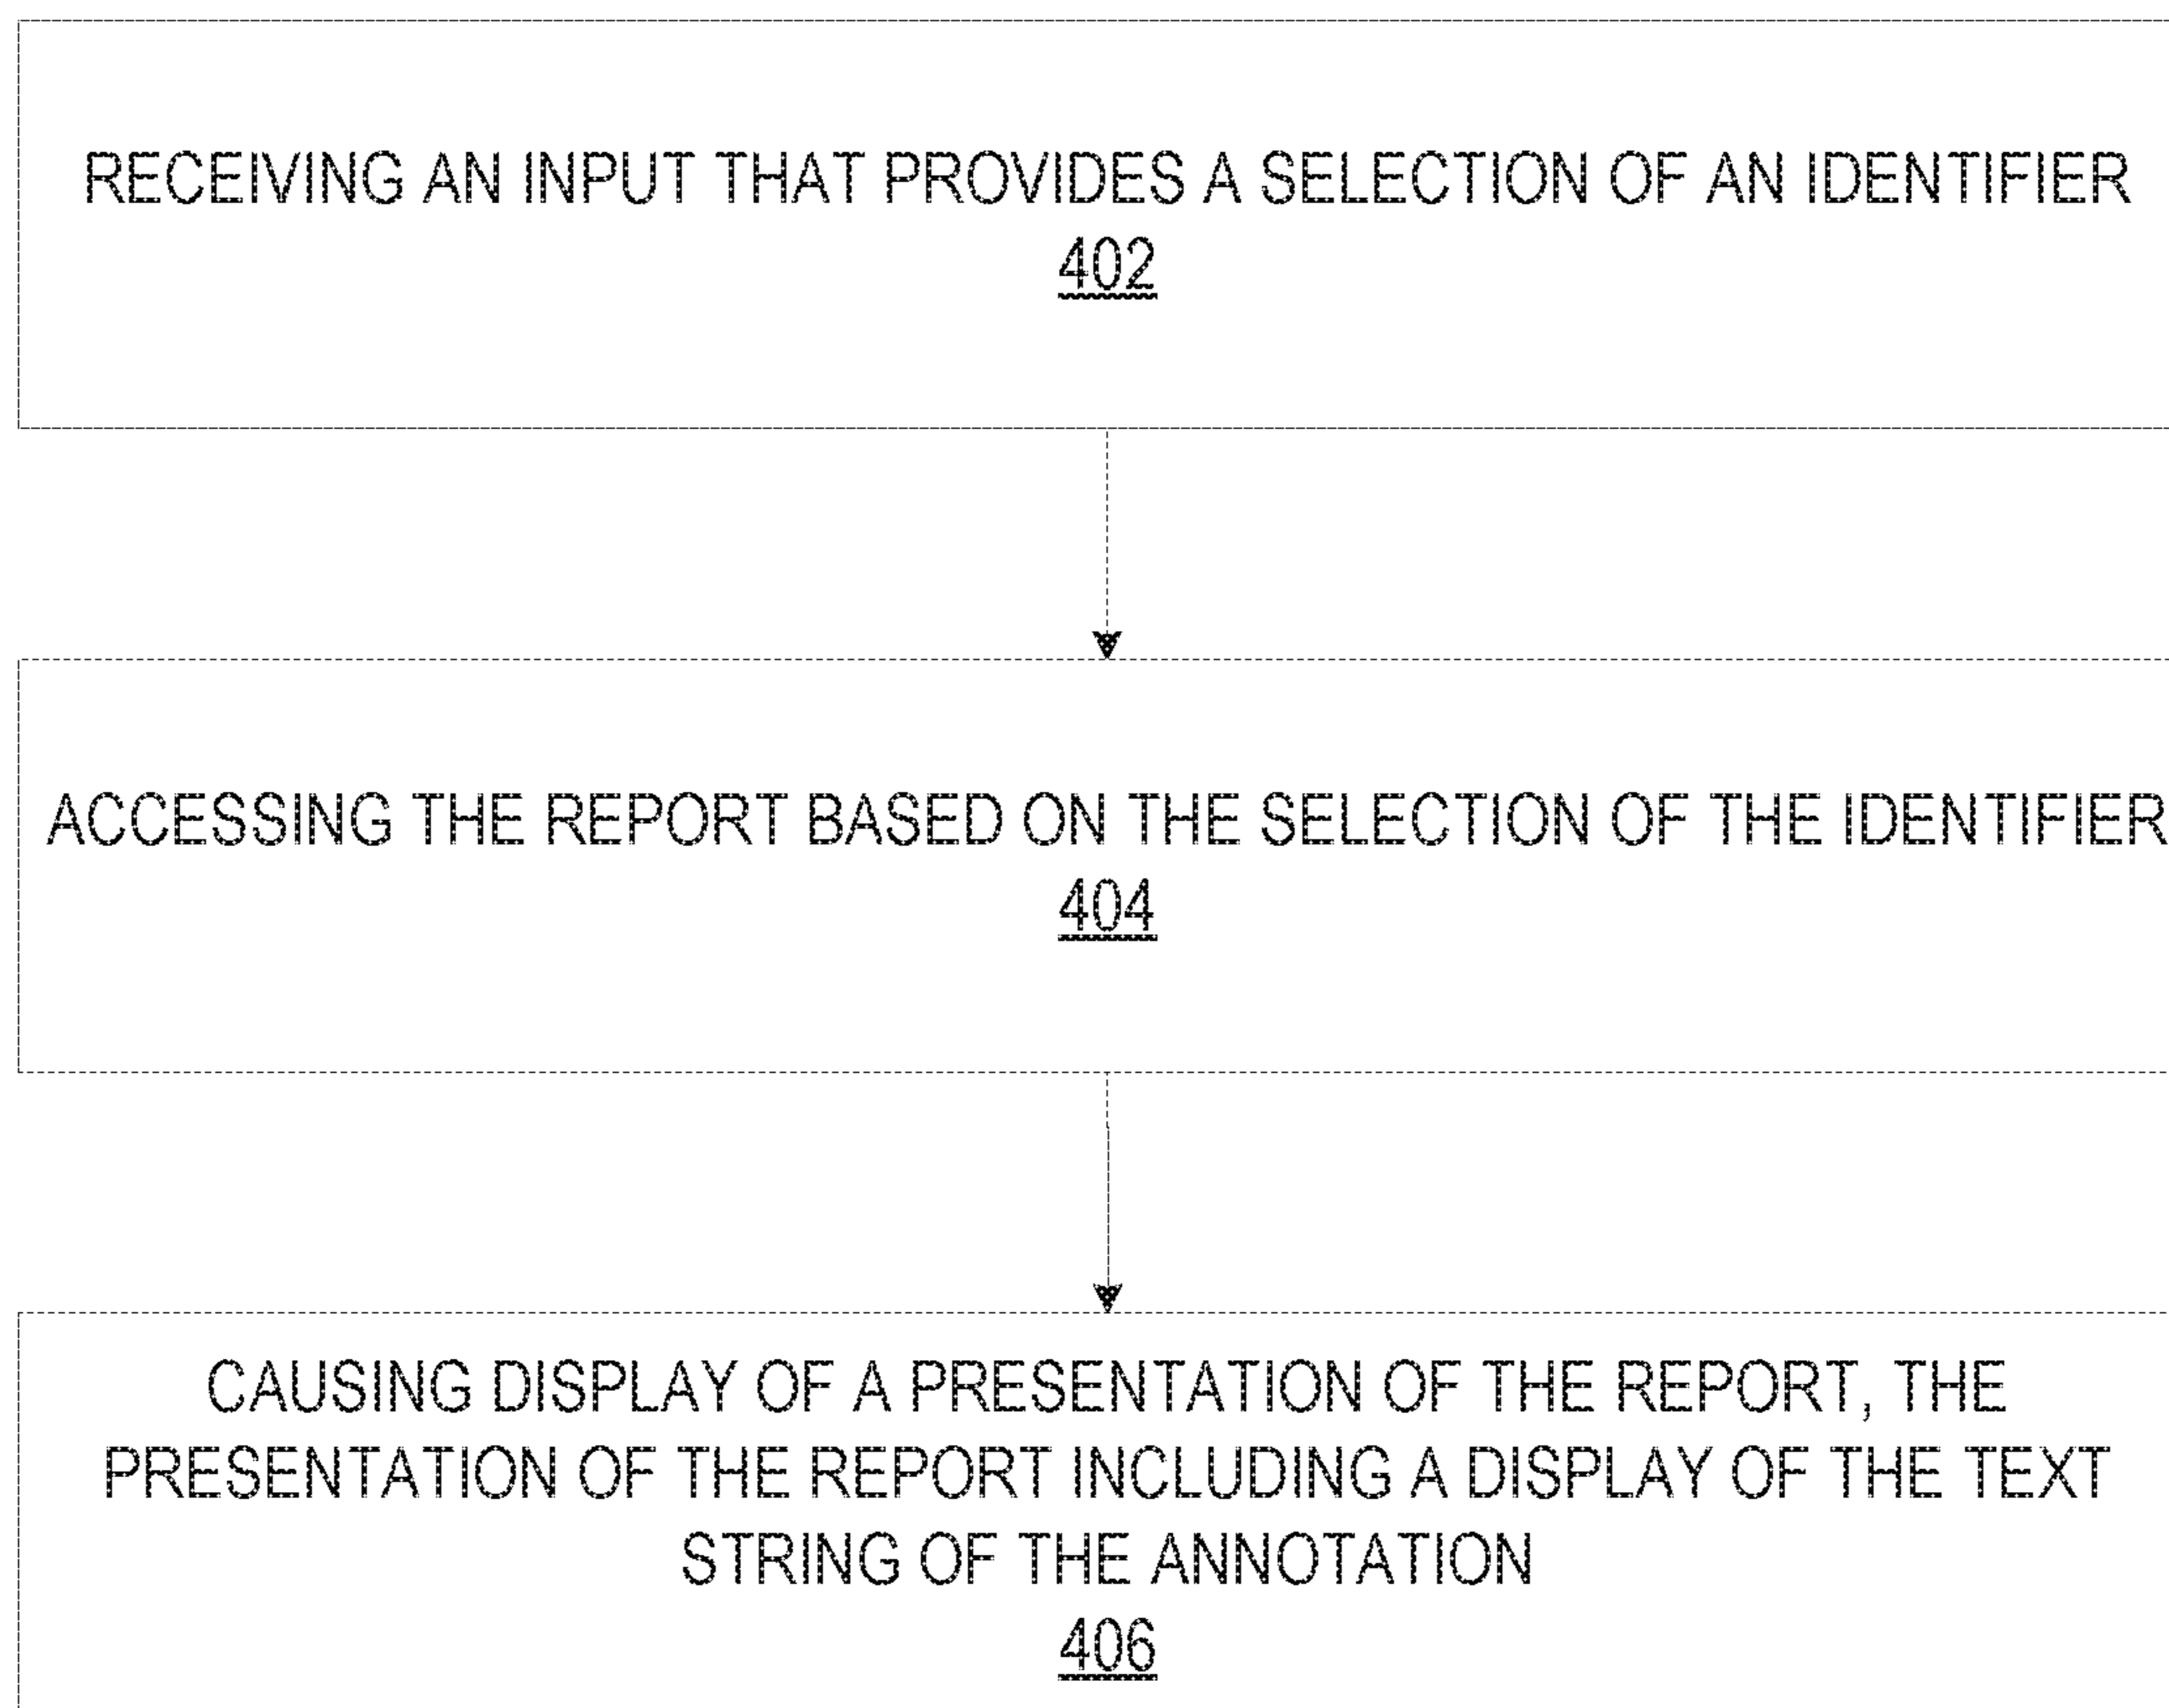 RECEIVING AN INPUT THAT PROVIDES A SELECTION OF AN IDENTIFIER
402
ACCESSING THE REPORT BASED ON THE SELECTION OF THE IDENTIFIER
404
CAUSING DISPLAY OF A PRESENTATION OF THE REPORT, THE
PRESENTATION OF THE REPORT INCLUDING A DISPLAY OF THE TEXT
STRING OF THE ANNOTATION
406